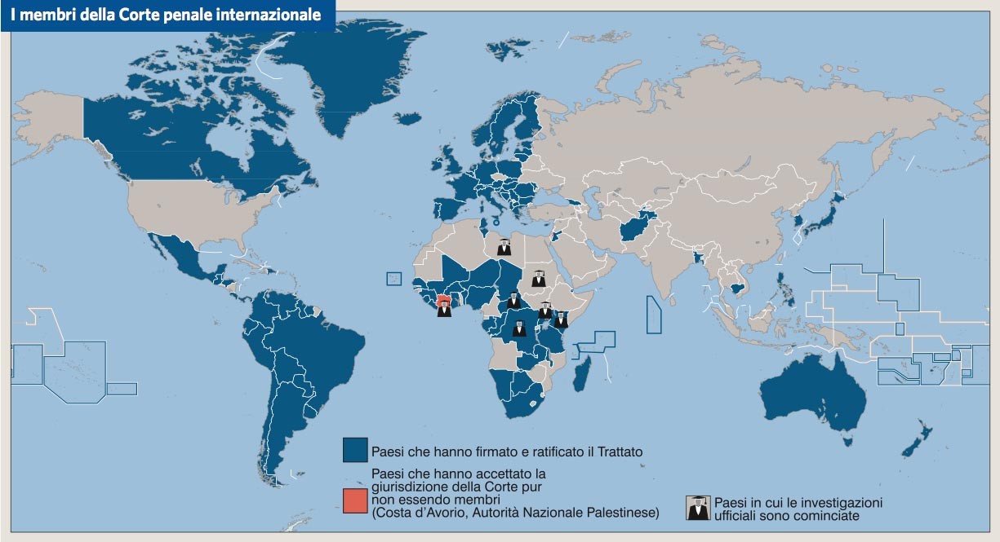 I membri della Corte penale internazionale
Paesi che hanno firmato e ratificato il Trattato
Paesi che hanno accettato la
giurisdizione della Corte pur
non essendo membri
(Costa d'Avorio, Autorità Nazionale Palestinese)
Paesi in cui le investigazioni
ufficiali sono cominciate